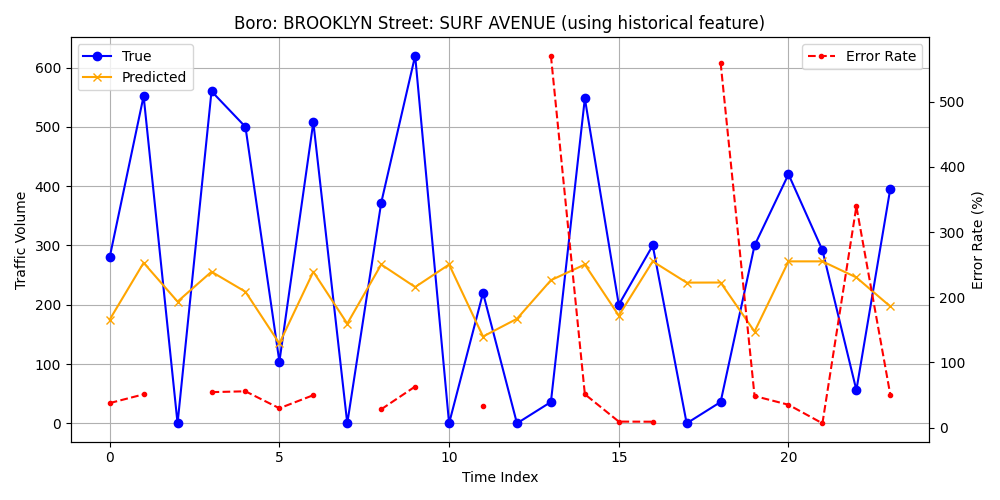 Boro: BROOKLYN Street: SURF AVENUE (using historical feature)
True
Predicted
Error Rate
Traffic Volume
600
500
400
300
200
100
0
500
400
300
200
100
0
Error Rate (%)
0 5 10 15 20
Time Index